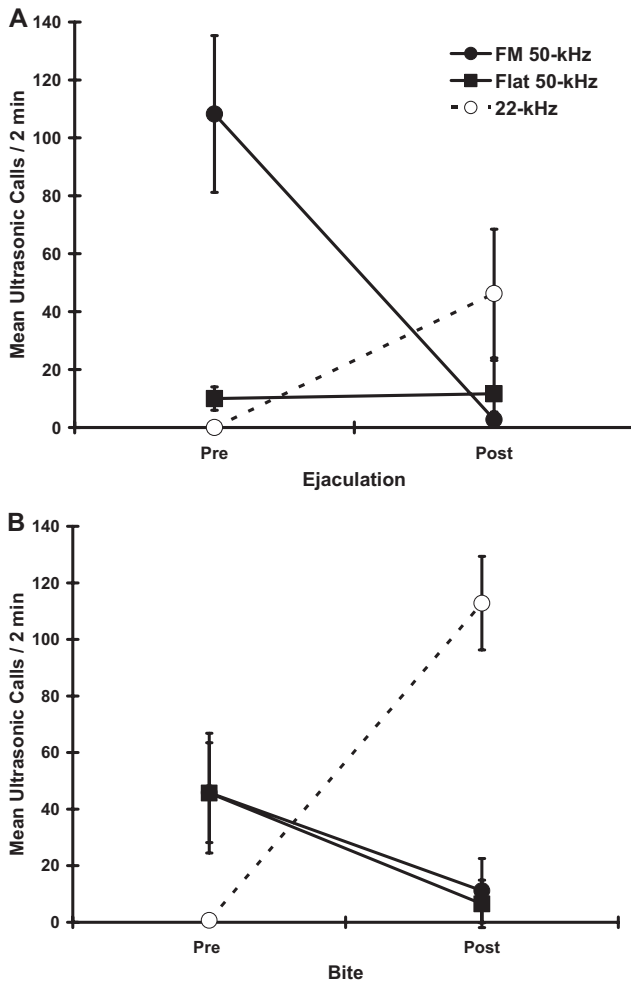 A
Mean Ultrasonic Calls / 2 min
140
120
100
80
60
40
20
0
FM 50-kHz
Flat 50-kHz
22-kHz
Pre
Post
Ejaculation
B
Mean Ultrasonic Calls / 2 min
140
120
100
80
60
40
20
0
Pre
Post
Bite